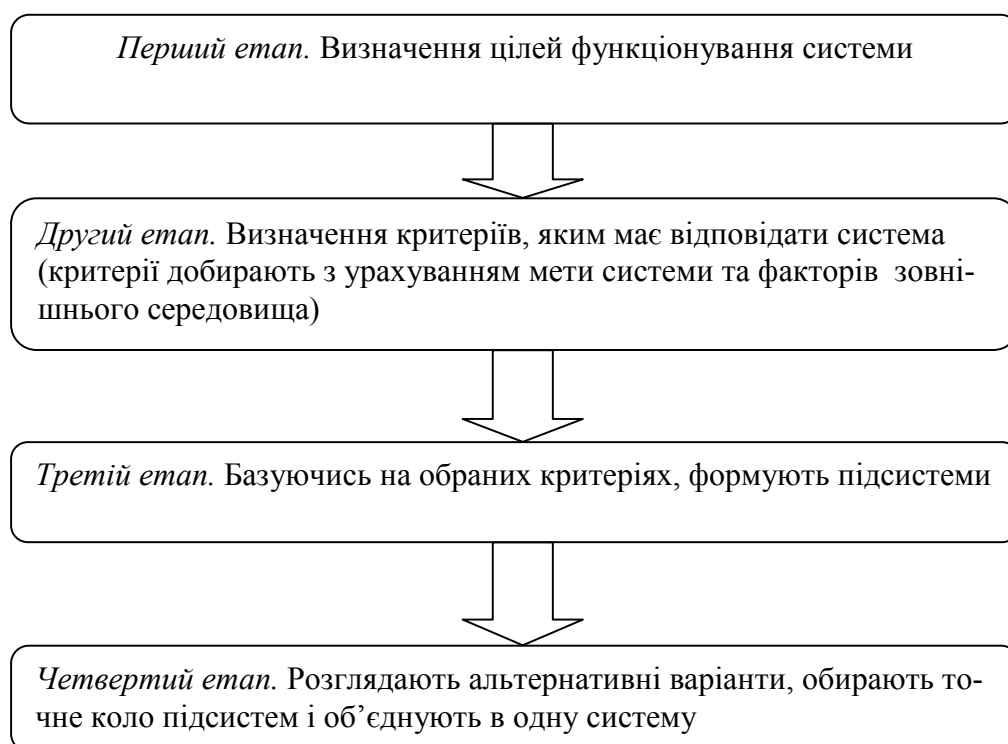 Перший етап. Визначення цілей функціонування системи
Другий етап. Визначення критеріїв, яким має відповідати система
(критерії добирають з урахуванням мети системи та факторів зовні-
шнього середовища)
Третій етап. Базуючись на обраних критеріях, формують підсистеми
Четвертий етап. Розглядають альтернативні варіанти, обирають то-
чне коло підсистем і об’єднують в одну систему